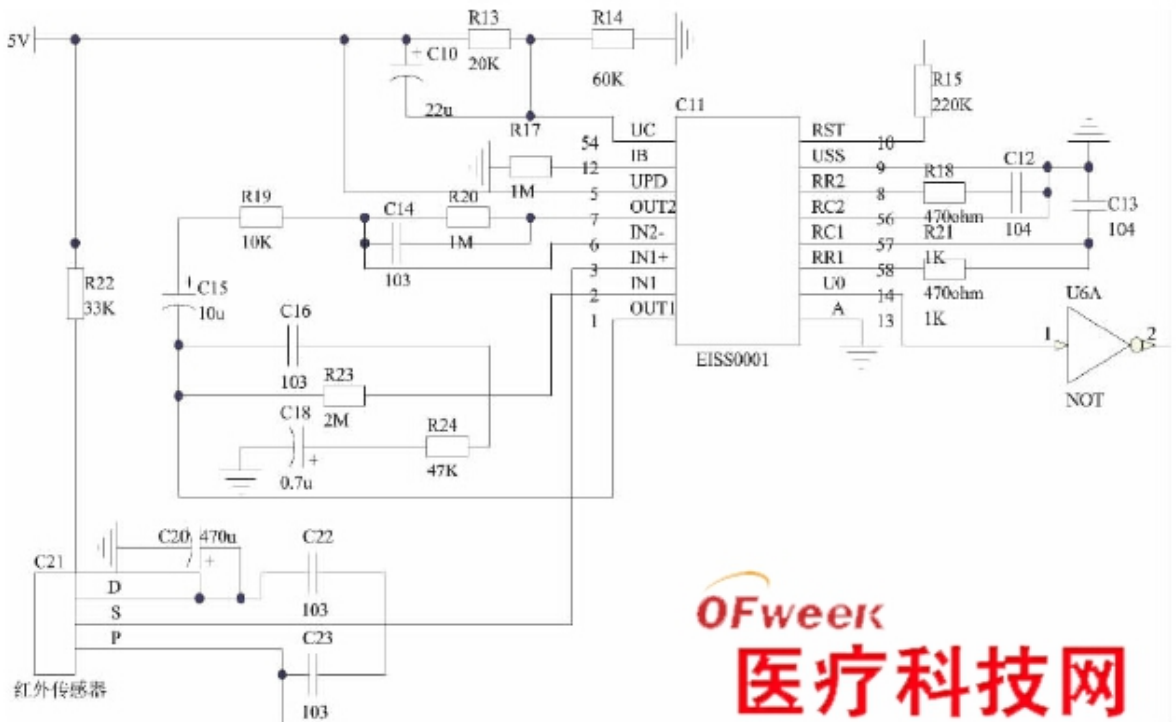 5V
R13
20K
R14
60K
+
C10
22u
R15
220K
C11
R17
1M
54
UC
RST
10
12
IB
USS
9
5
UPD
RR2
8
7
OUT2
RC2
56
6
IN2-
RC1
57
3
IN1+
RR1
58
2
IN1
U0
14
1
OUT1
A
13
EISS0001
R18
470ohm
C12
104
C13
104
R21
1K
470ohm
1K
U6A
1
2
NOT
R19
10K
C14
103
R20
1M
R22
33K
+
C15
10u
C16
103
R23
2M
C18
+
0.7u
R24
47K
C20
470u
+
C22
103
C21
D
S
P
C23
103
红外传感器
OFweek
医疗科技网